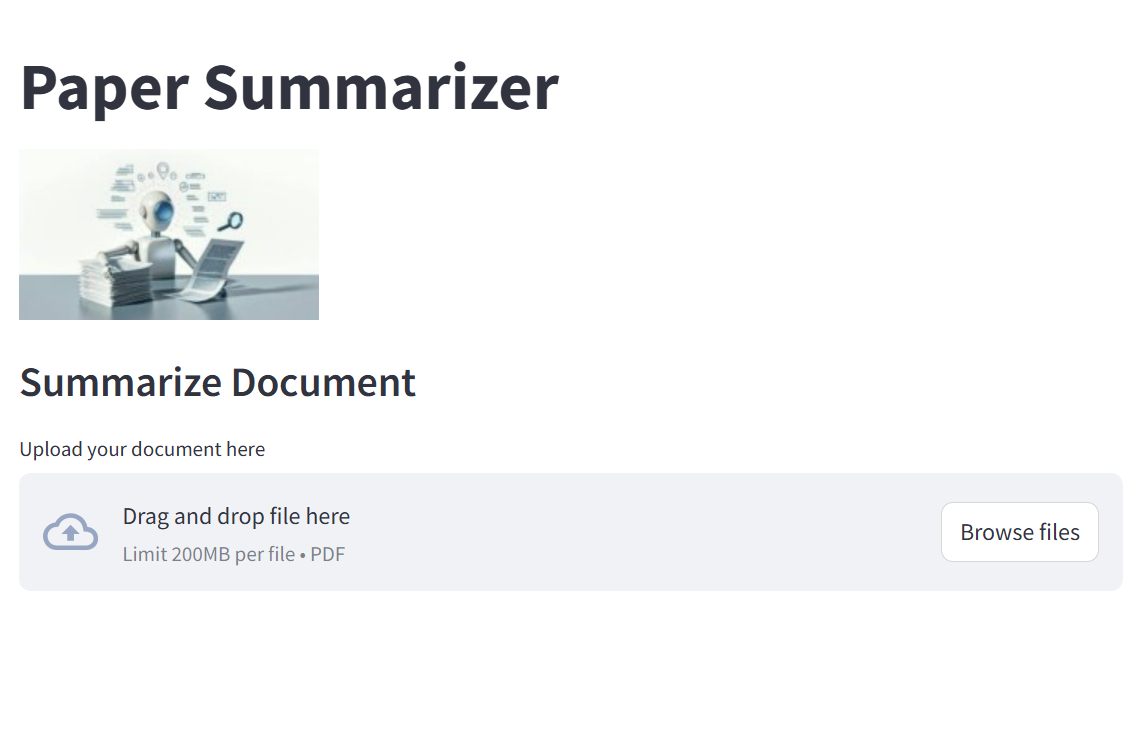 Paper Summarizer
Summarize Document
Upload your document here
Drag and drop file here
Limit 200MB per file • PDF
Browse files